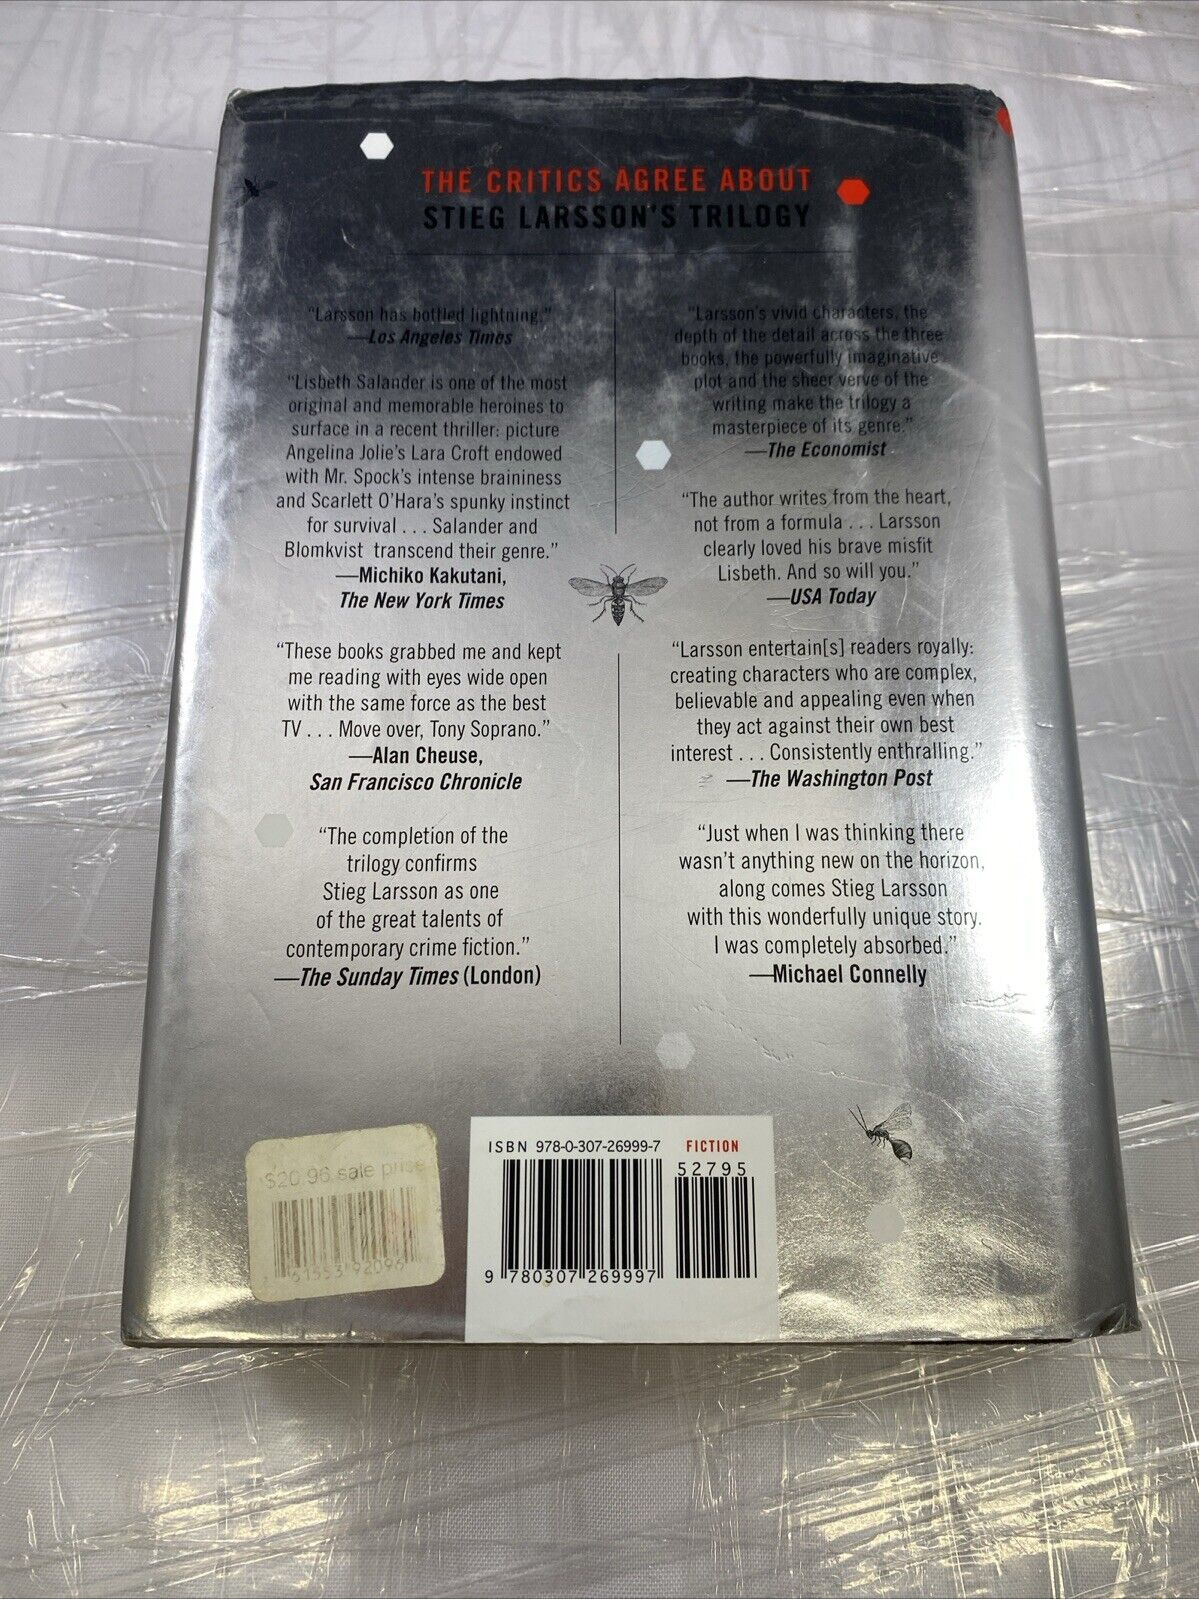 THE CRITICS AGREE ABOUT
STIEG LARSSON'S TRILOGY
“Larsson has bottled lightning.”
—Los Angeles Times
“Lisbeth Salander is one of the most
original and memorable heroines to
surface in a recent thriller: picture
Angelina Jolie's Lara Croft endowed
with Mr. Spock's intense braininess
and Scarlett O'Hara's spunky instinct
for survival . . . Salander and
Blomkvist transcend their genre.”
—Michiko Kakutani,
The New York Times
“These books grabbed me and kept
me reading with eyes wide open
with the same force as the best
TV . . . Move over, Tony Soprano.”
—Alan Cheuse,
San Francisco Chronicle
“The completion of the
trilogy confirms
Stieg Larsson as one
of the great talents of
contemporary crime fiction.”
—The Sunday Times (London)
“Larsson's vivid characters, the
depth of the detail across the three
books, the powerfully imaginative
plot and the sheer verve of the
writing make the trilogy a
masterpiece of its genre.”
—The Economist
“The author writes from the heart,
not from a formula . . . Larsson
clearly loved his brave misfit
Lisbeth. And so will you.”
—USA Today
“Larsson entertain[s] readers royally:
creating characters who are complex,
believable and appealing even when
they act against their own best
interest . . . Consistently enthralling.”
—The Washington Post
“Just when I was thinking there
wasn't anything new on the horizon,
along comes Stieg Larsson
with this wonderfully unique story.
I was completely absorbed.”
—Michael Connelly
$20.96 sale price
ISBN 978-0-307-26999-7 FICTION
52795
9 780307 269997